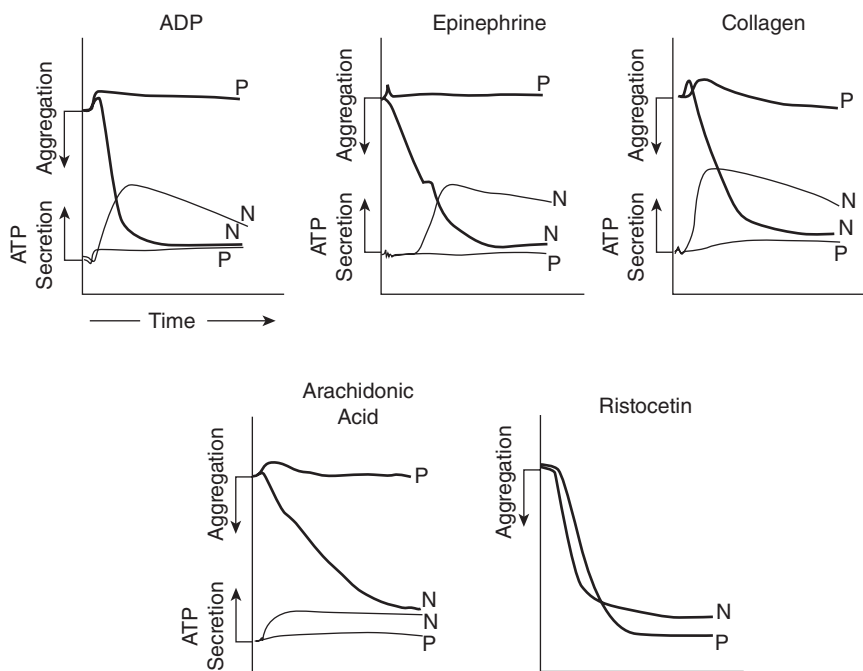 ADP
Aggregation
ATP
Secretion
P
N
N
P
Time
Epinephrine
Aggregation
ATP
Secretion
P
N
N
P
Collagen
Aggregation
ATP
Secretion
P
N
N
P
Arachidonic
Acid
Aggregation
ATP
Secretion
P
N
N
P
Ristocetin
Aggregation
N
P